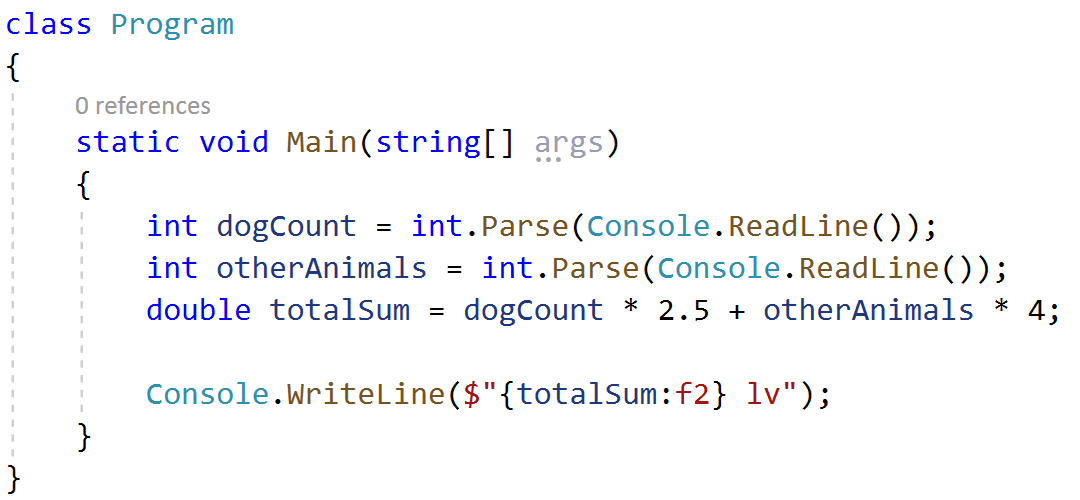 class Program
{
0 references
static void Main(string[] args)
{
int dogCount = int.Parse(Console.ReadLine());
int otherAnimals = int.Parse(Console.ReadLine());
double totalSum = dogCount * 2.5 + otherAnimals * 4;
Console.WriteLine($"{totalSum:f2} lv");
}
}